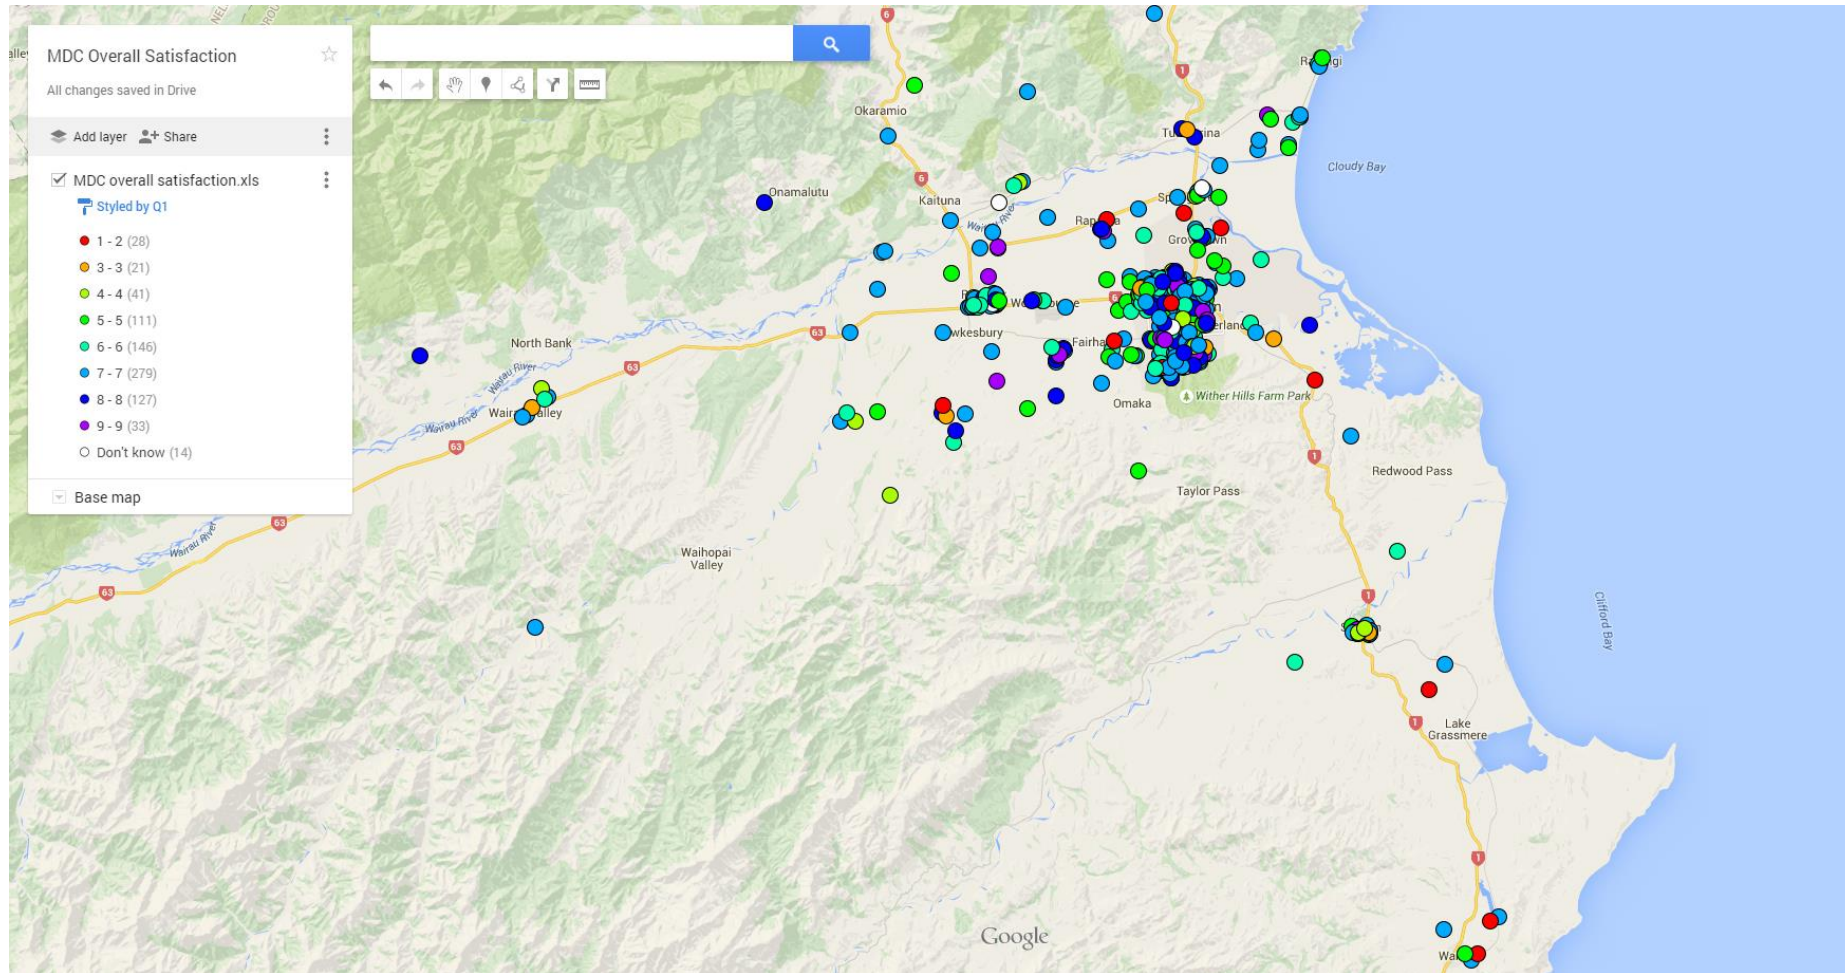 MDC Overall Satisfaction
All changes saved in Drive
Add layer Share
MDC overall satisfaction.xls
Styled by Q1
1 - 2 (28)
3 - 3 (21)
4 - 4 (41)
5 - 5 (111)
6 - 6 (146)
7 - 7 (279)
8 - 8 (127)
9 - 9 (33)
Don't know (14)
Base map
6
1
Okaramio
Cloudy Bay
6
Onamalutu
Kaituna
Wairau River
6
63
North Bank
63
Wairau River
Wairau River
63
Omaka
Wither Hills Farm Park
1
Redwood Pass
Taylor Pass
63
Wairau River
Waihopai
Valley
63
1
Clifford Bay
1
Lake
Grassmere
1
Google